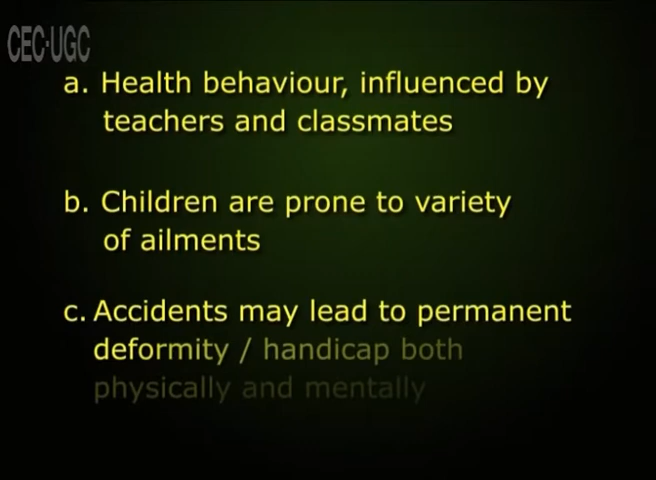 CEC-UGC
a. Health behaviour, influenced by
teachers and classmates
b. Children are prone to variety
of ailments
c. Accidents may lead to permanent
deformity / handicap both
physically and mentally